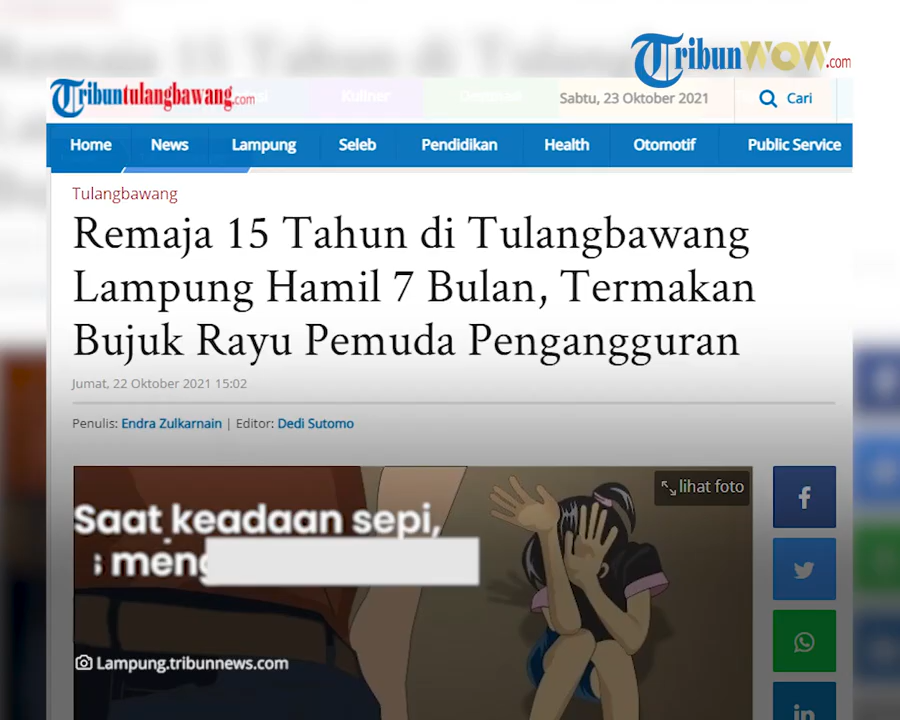 TribunWOW.com
Tribuntulangbawang.com
Kuliner
Sabtu, 23 Oktober 2021
Cari
Home News Lampung Seleb Pendidikan Health Otomotif Public Service
Tulangbawang
Remaja 15 Tahun di Tulangbawang
Lampung Hamil 7 Bulan, Termakan
Bujuk Rayu Pemuda Pengangguran
Jumat, 22 Oktober 2021 15:02
Penulis: Endra Zulkarnain | Editor: Dedi Sutomo
lihat foto
Saat keadaan sepi,
Lampung.tribunnews.com